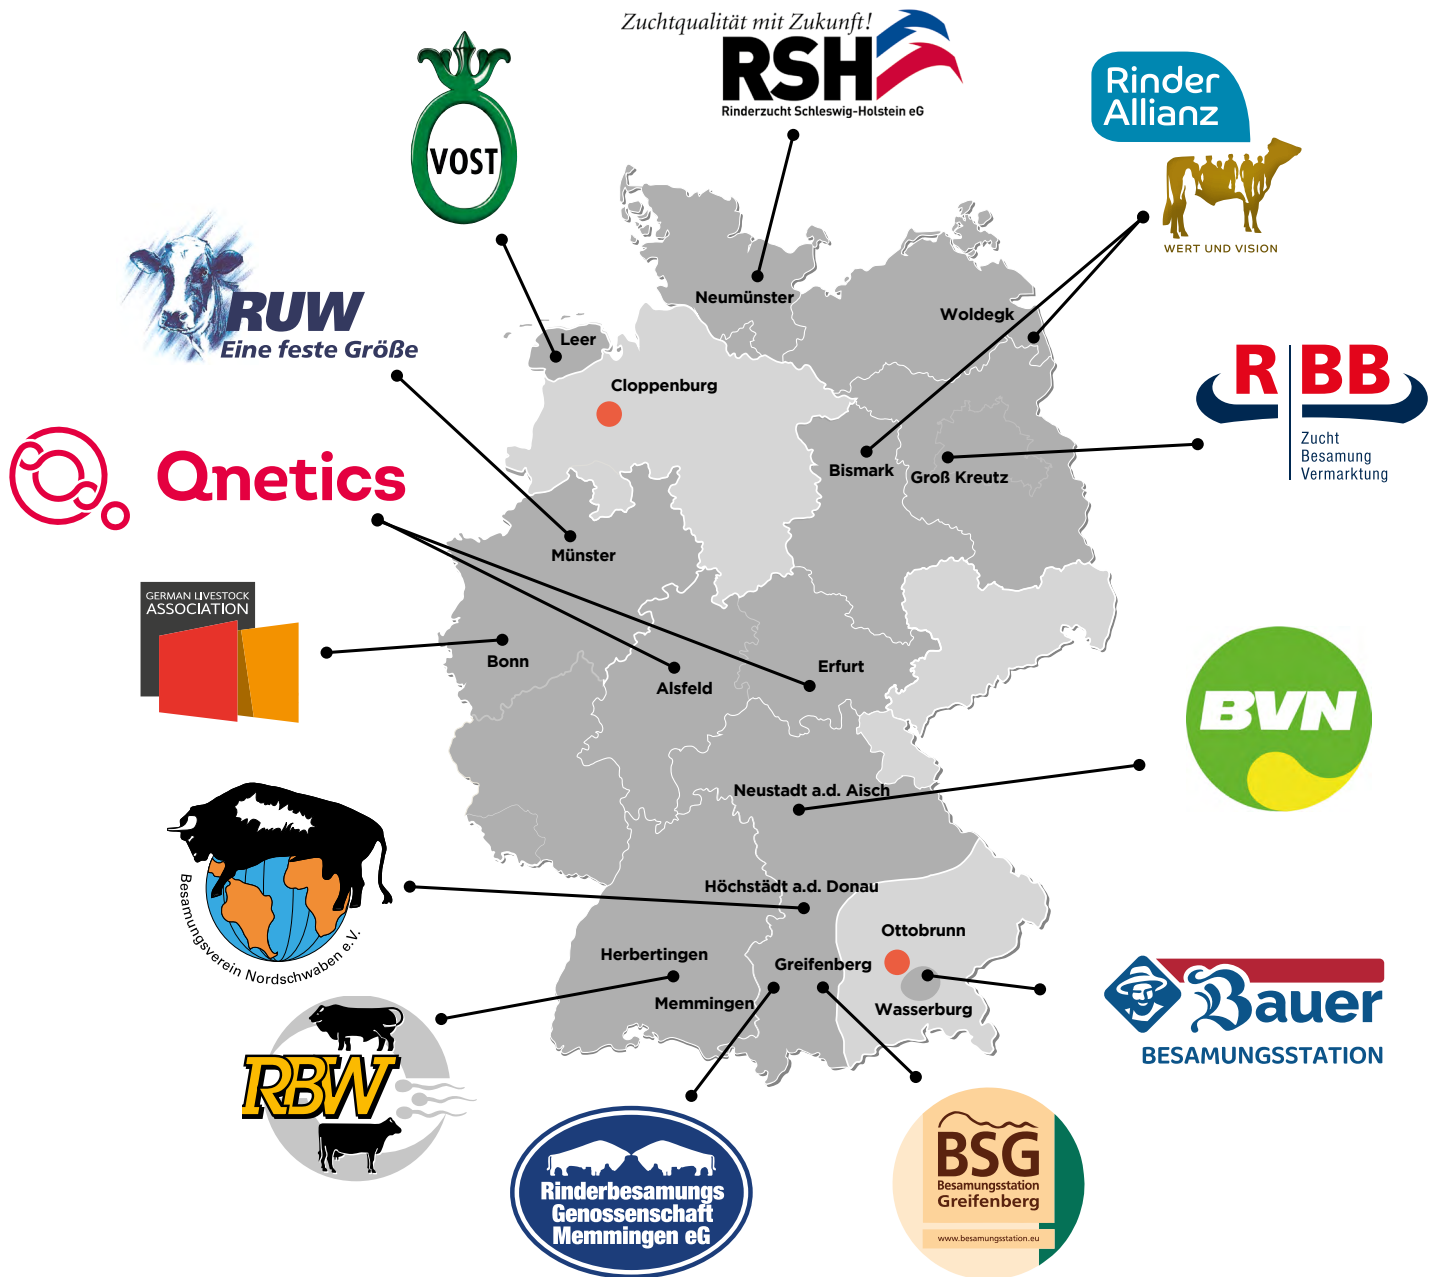 Zuchtqualität mit Zukunft!
RSH
Rinderzucht Schleswig-Holstein eG
VOST
Rinder
Allianz
WERT UND VISION
RUW
Eine feste Größe
Neumünster
Woldegk
Leer
Cloppenburg
R BB
Zucht
Besamung
Vermarktung
Qnetics
Bismark
Groß Kreutz
Münster
GERMAN LIVESTOCK
ASSOCIATION
Bonn
Alsfeld
Erfurt
BVN
Neustadt a.d. Aisch
Besamungsverein Nordschwaben e.V.
Höchstädt a.d. Donau
Ottobrunn
Herbertingen
Greifenberg
Memmingen
Wasserburg
Bauer
BESAMUNGSSTATION
RBW
Rinderbesamungs
Genossenschaft
Memmingen eG
BSG
Besamungsstation
Greifenberg
www.besamungsstation.eu